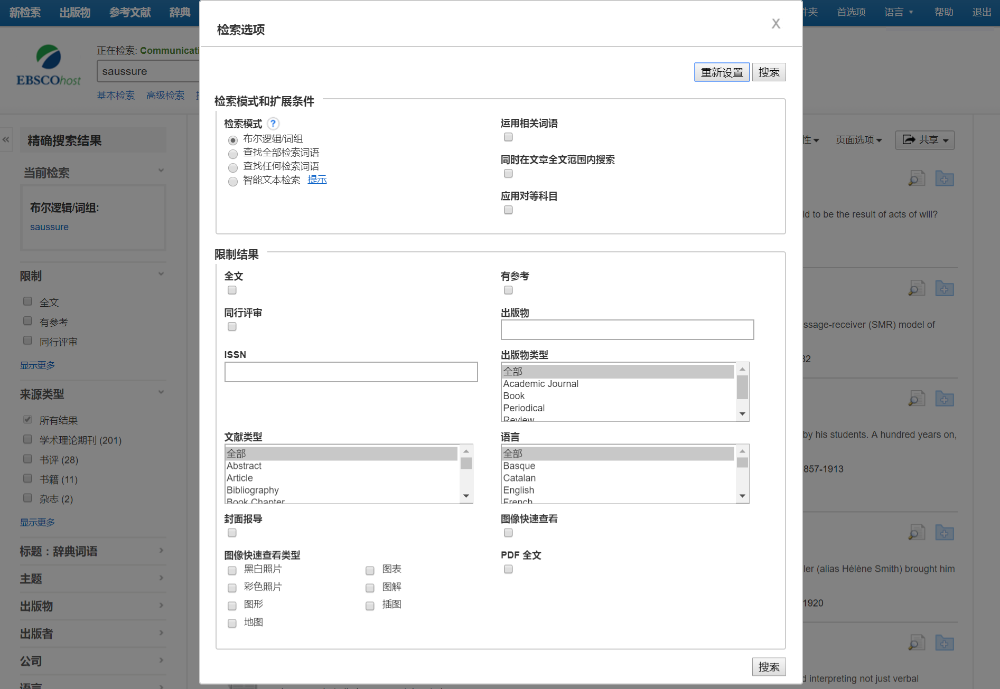 新检索 出版物 参考文献 辞典
件夹 首选项 语言 帮助 退出
EBSCOhost
正在检索: Communicati
saussure
基本检索 高级检索
精确搜索结果
当前检索
布尔逻辑/词组:
saussure
限制
全文
有参考
同行评审
显示更多
来源类型
所有结果
学术理论期刊 (201)
书评 (28)
书籍 (11)
杂志 (2)
显示更多
标题：辞典词语
主题
出版物
出版者
公司
语言
检索选项
X
重新设置 搜索
检索模式和扩展条件
检索模式 ?
布尔逻辑/词组
查找全部检索词语
查找任何检索词语
智能文本检索 提示
运用相关词语
同时在文章全文范围内搜索
应用对等科目
限制结果
全文
有参考
同行评审
出版物
ISSN
出版物类型
全部
Academic Journal
Book
Periodical
Review
文献类型
全部
Abstract
Article
Bibliography
Book Chapter
语言
全部
Basque
Catalan
English
French
封面报导
图像快速查看
图像快速查看类型
黑白照片 图表
彩色照片 图解
图形 插图
地图
PDF 全文
搜索
性 页面选项 共享
id to be the result of acts of will?
ssage-receiver (SMR) model of
32
by his students. A hundred years on,
857-1913
ler (alias Hélène Smith) brought him
1920
d interpreting not just verbal